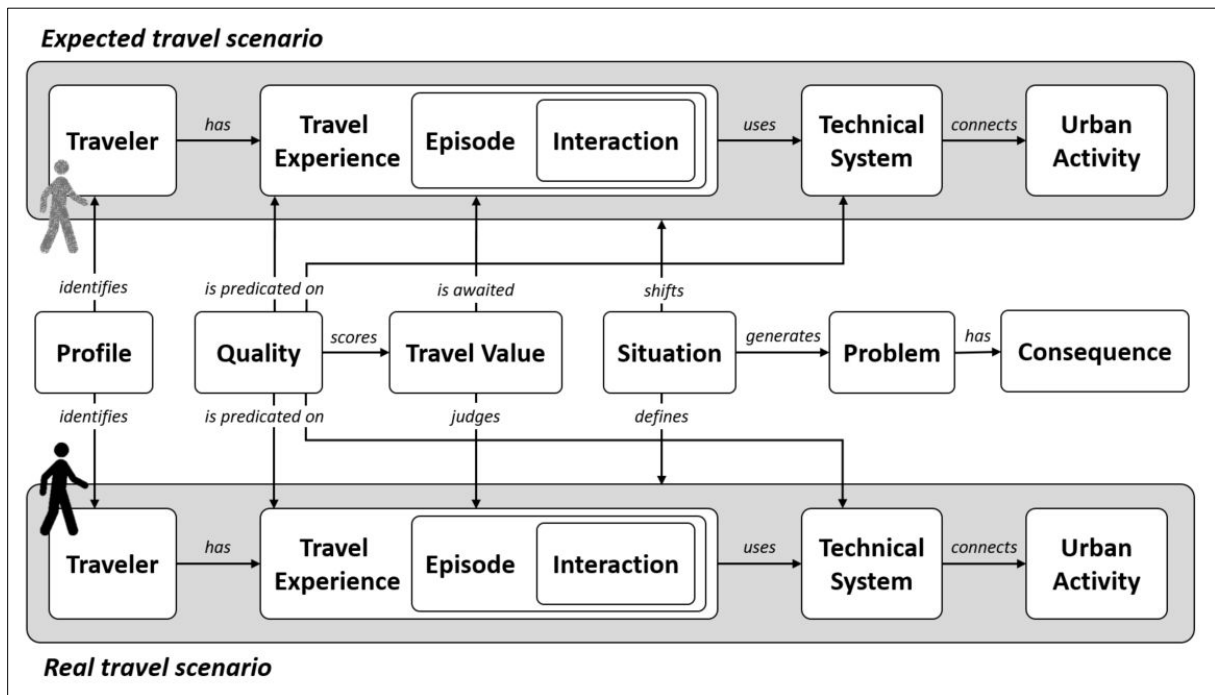 Expected travel scenario
Traveler
has
Travel
Experience
Episode
Interaction
uses
Technical
System
connects
Urban
Activity
identifies
is predicated on
is awaited
shifts
Profile
Quality
scores
Travel Value
Situation
generates
Problem
has
Consequence
identifies
is predicated on
judges
defines
Traveler
has
Travel
Experience
Episode
Interaction
uses
Technical
System
connects
Urban
Activity
Real travel scenario